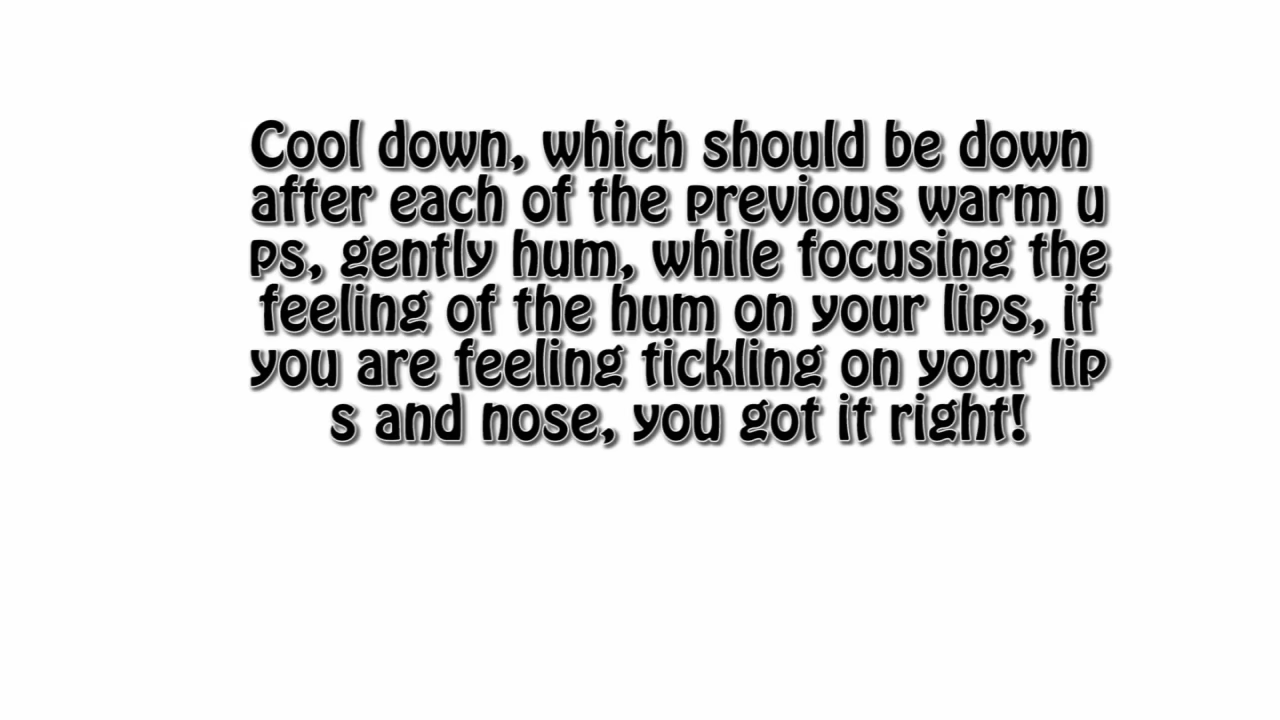 Cool down, which should be down
after each of the previous warm u
ps, gently hum, while focusing the
feeling of the hum on your lips, if
you are feeling tickling on your lip
s and nose, you got it right!